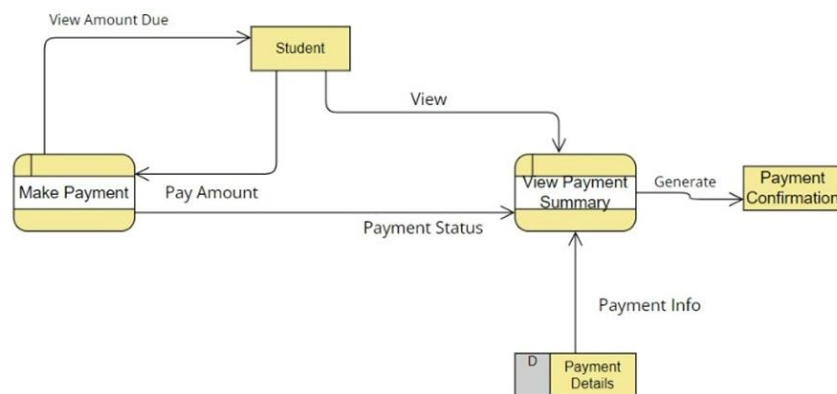 View Amount Due
Student
View
Make Payment
Pay Amount
View Payment
Summary
Generate
Payment
Confirmation
Payment Status
Payment Info
D
Payment
Details